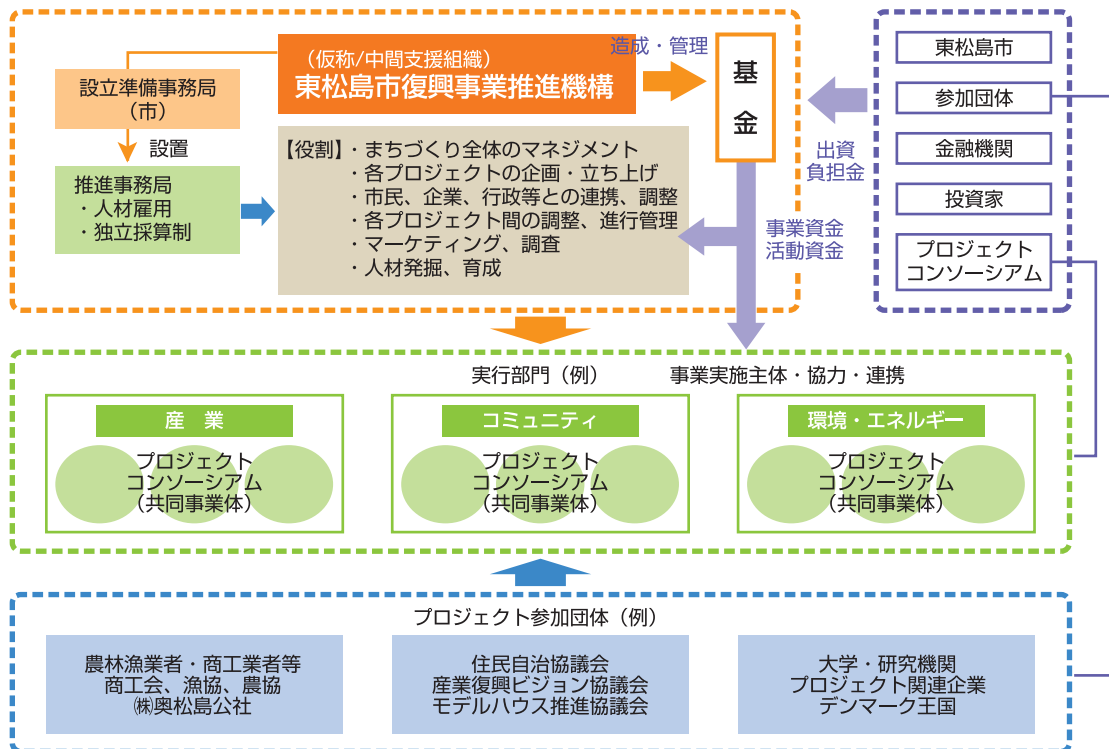 （仮称/中間支援組織）
東松島市復興事業推進機構
造成・管理
基
金
設立準備事務局
（市）
設置
推進事務局
・人材雇用
・独立採算制
【役割】・まちづくり全体のマネジメント
・各プロジェクトの企画・立ち上げ
・市民、企業、行政等との連携、調整
・各プロジェクト間の調整、進行管理
・マーケティング、調査
・人材発掘、育成
出資
負担金
事業資金
活動資金
東松島市
参加団体
金融機関
投資家
プロジェクト
コンソーシアム
実行部門（例）
事業実施主体・協力・連携
産　業
プロジェクト
コンソーシアム
（共同事業体）
コミュニティ
プロジェクト
コンソーシアム
（共同事業体）
環境・エネルギー
プロジェクト
コンソーシアム
（共同事業体）
プロジェクト参加団体（例）
農林漁業者・商工業者等
商工会、漁協、農協
㈱奥松島公社
住民自治協議会
産業復興ビジョン協議会
モデルハウス推進協議会
大学・研究機関
プロジェクト関連企業
デンマーク王国